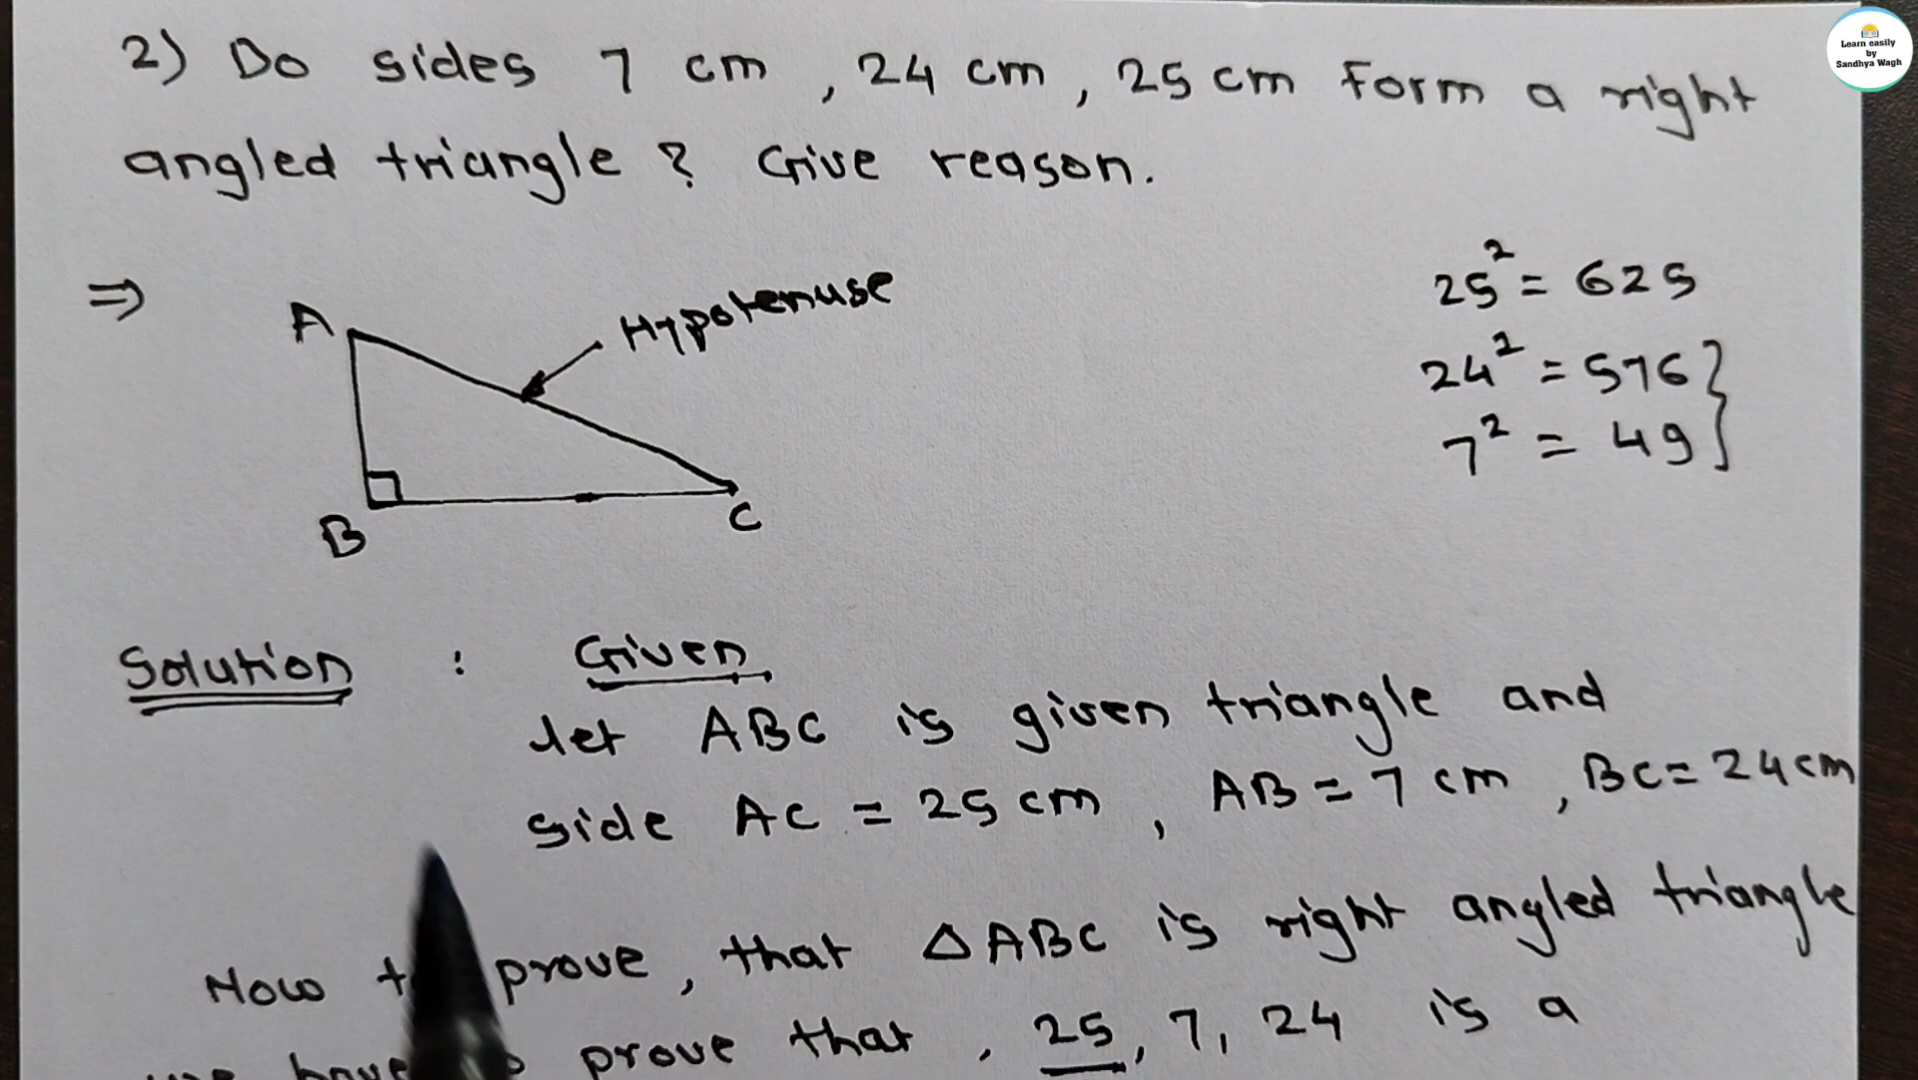 2) Do sides 7 cm , 24 cm , 25 cm form a right
angled triangle ? Give reason.
⇒
A
Hypotenuse
B
C
25² = 625
24² = 576
7² = 49
Solution : Given
let ABC is given triangle and
side AC = 25 cm , AB = 7 cm , BC = 24 cm
Now prove , that △ABC is right angled triangle
prove that , 25 , 7 , 24 is a
Learn easily
by
Sandhya Wagh